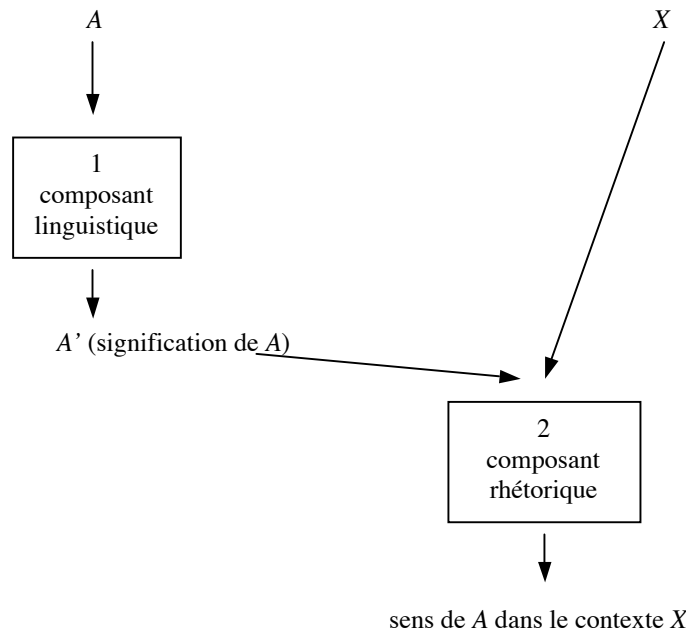 A
X
1
composant
linguistique
A’ (signification de A)
2
composant
rhétorique
sens de A dans le contexte X